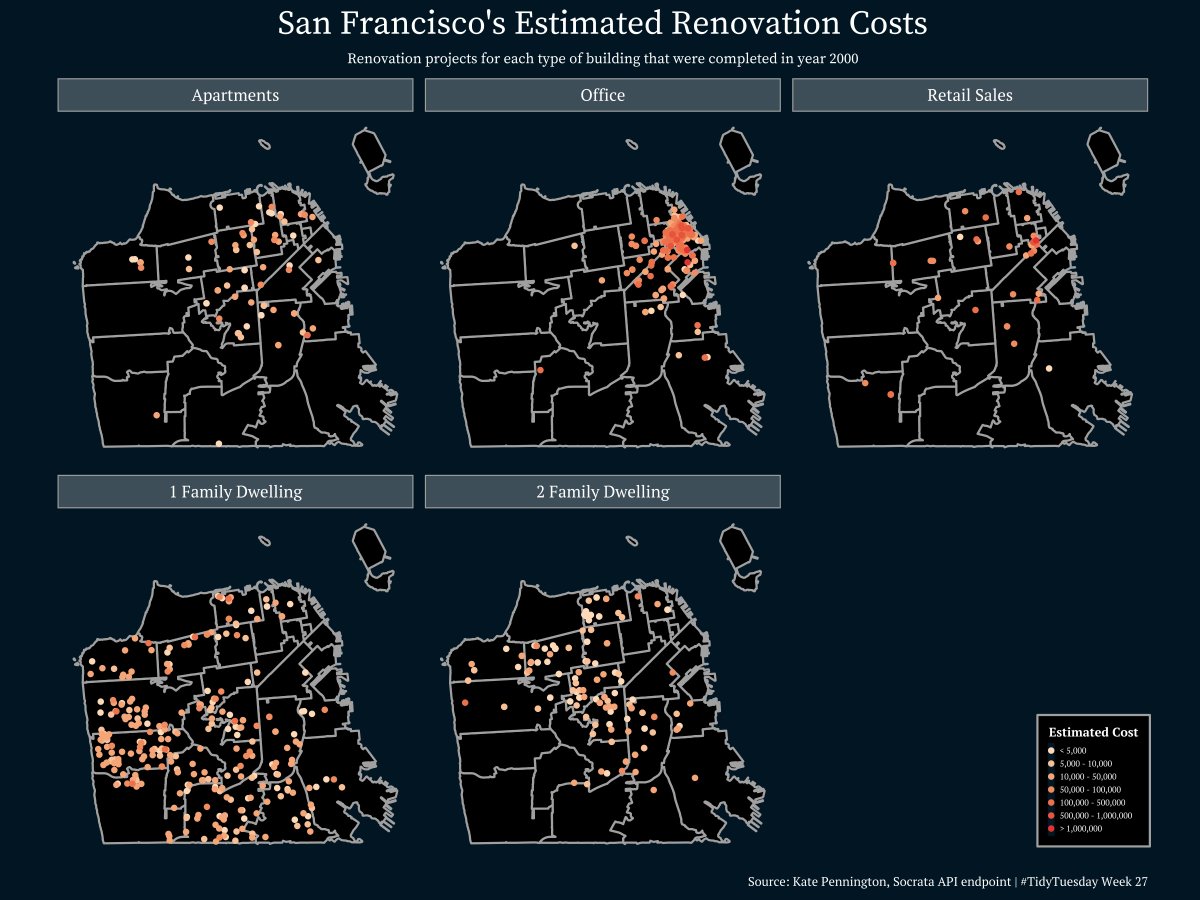 San Francisco's Estimated Renovation Costs
Renovation projects for each type of building that were completed in year 2000
Apartments
Office
Retail Sales
1 Family Dwelling
2 Family Dwelling
Estimated Cost
< 5,000
5,000 - 10,000
10,000 - 50,000
50,000 - 100,000
100,000 - 500,000
500,000 - 1,000,000
> 1,000,000
Source: Kate Pennington, Socrata API endpoint | #TidyTuesday Week 27